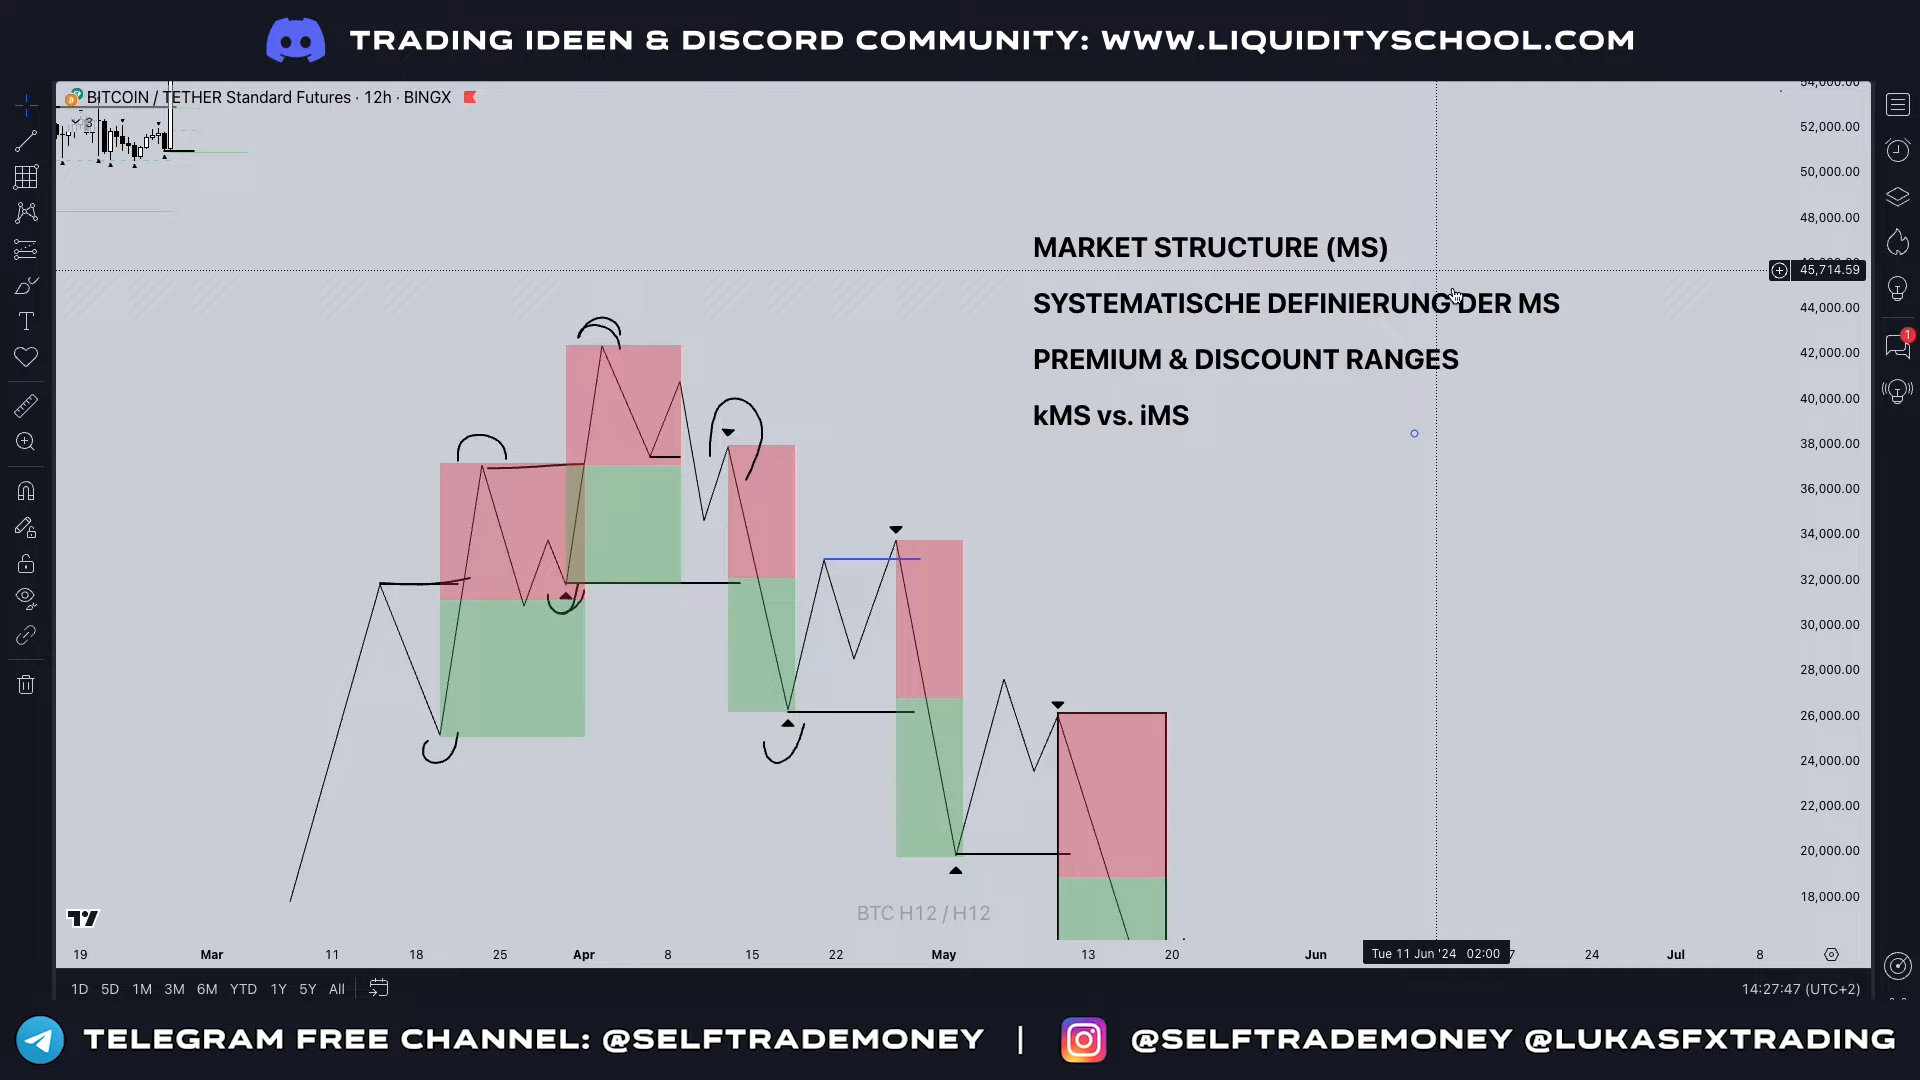 TRADING IDEEN & DISCORD COMMUNITY: WWW.LIQUIDITYSCHOOL.COM
BITCOIN / TETHER Standard Futures · 12h · BINGX
3
54,000.00
52,000.00
50,000.00
48,000.00
MARKET STRUCTURE (MS)
45,714.59
SYSTEMATISCHE DEFINIERUNG DER MS
44,000.00
1
PREMIUM & DISCOUNT RANGES
42,000.00
40,000.00
kMS vs. iMS
38,000.00
36,000.00
34,000.00
32,000.00
30,000.00
28,000.00
26,000.00
24,000.00
22,000.00
20,000.00
18,000.00
BTC H12 / H12
19 Mar 11 18 25 Apr 8 15 22 May 13 20 Jun Tue 11 Jun '24 02:00 7 24 Jul 8
1D 5D 1M 3M 6M YTD 1Y 5Y All 14:27:47 (UTC+2)
TELEGRAM FREE CHANNEL: @SELFTRADEMONEY | @SELFTRADEMONEY @LUKASFXTRADING